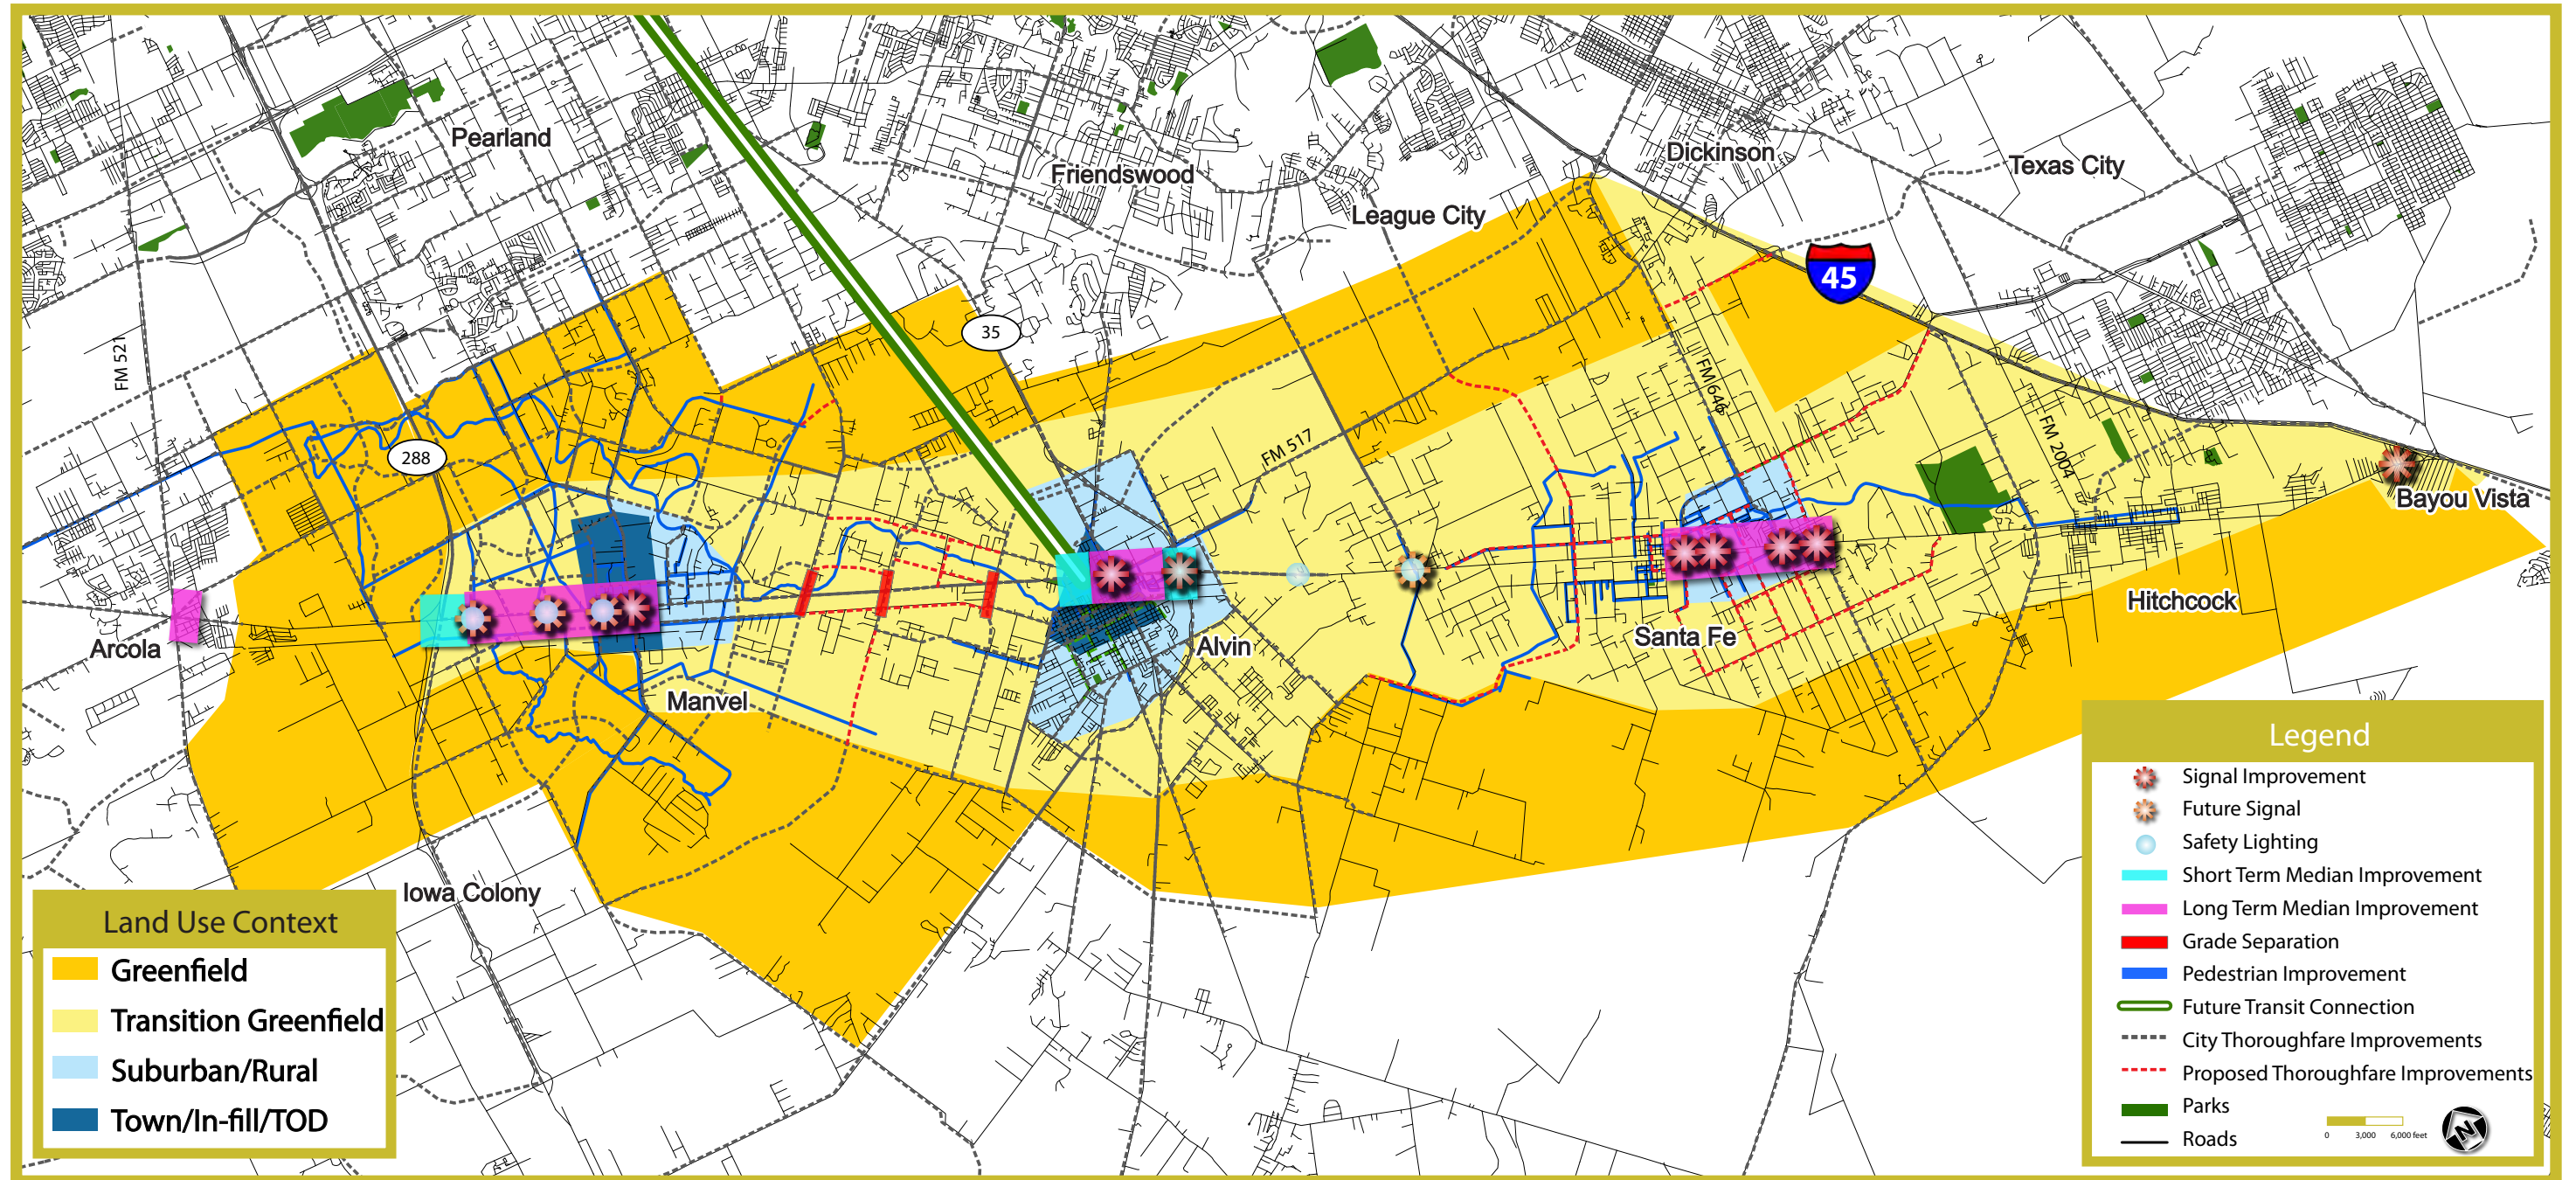 Pearland
Friendswood
Dickinson
Texas City
League City
45
35
FM 521
FM 646
FM 517
FM 2004
288
Bayou Vista
Hitchcock
Arcola
Santa Fe
Alvin
Manvel
Iowa Colony
Land Use Context
Greenfield
Transition Greenfield
Suburban/Rural
Town/In-fill/TOD
Legend
Signal Improvement
Future Signal
Safety Lighting
Short Term Median Improvement
Long Term Median Improvement
Grade Separation
Pedestrian Improvement
Future Transit Connection
City Thoroughfare Improvements
Proposed Thoroughfare Improvements
Parks
Roads
0 3,000 6,000 feet
N